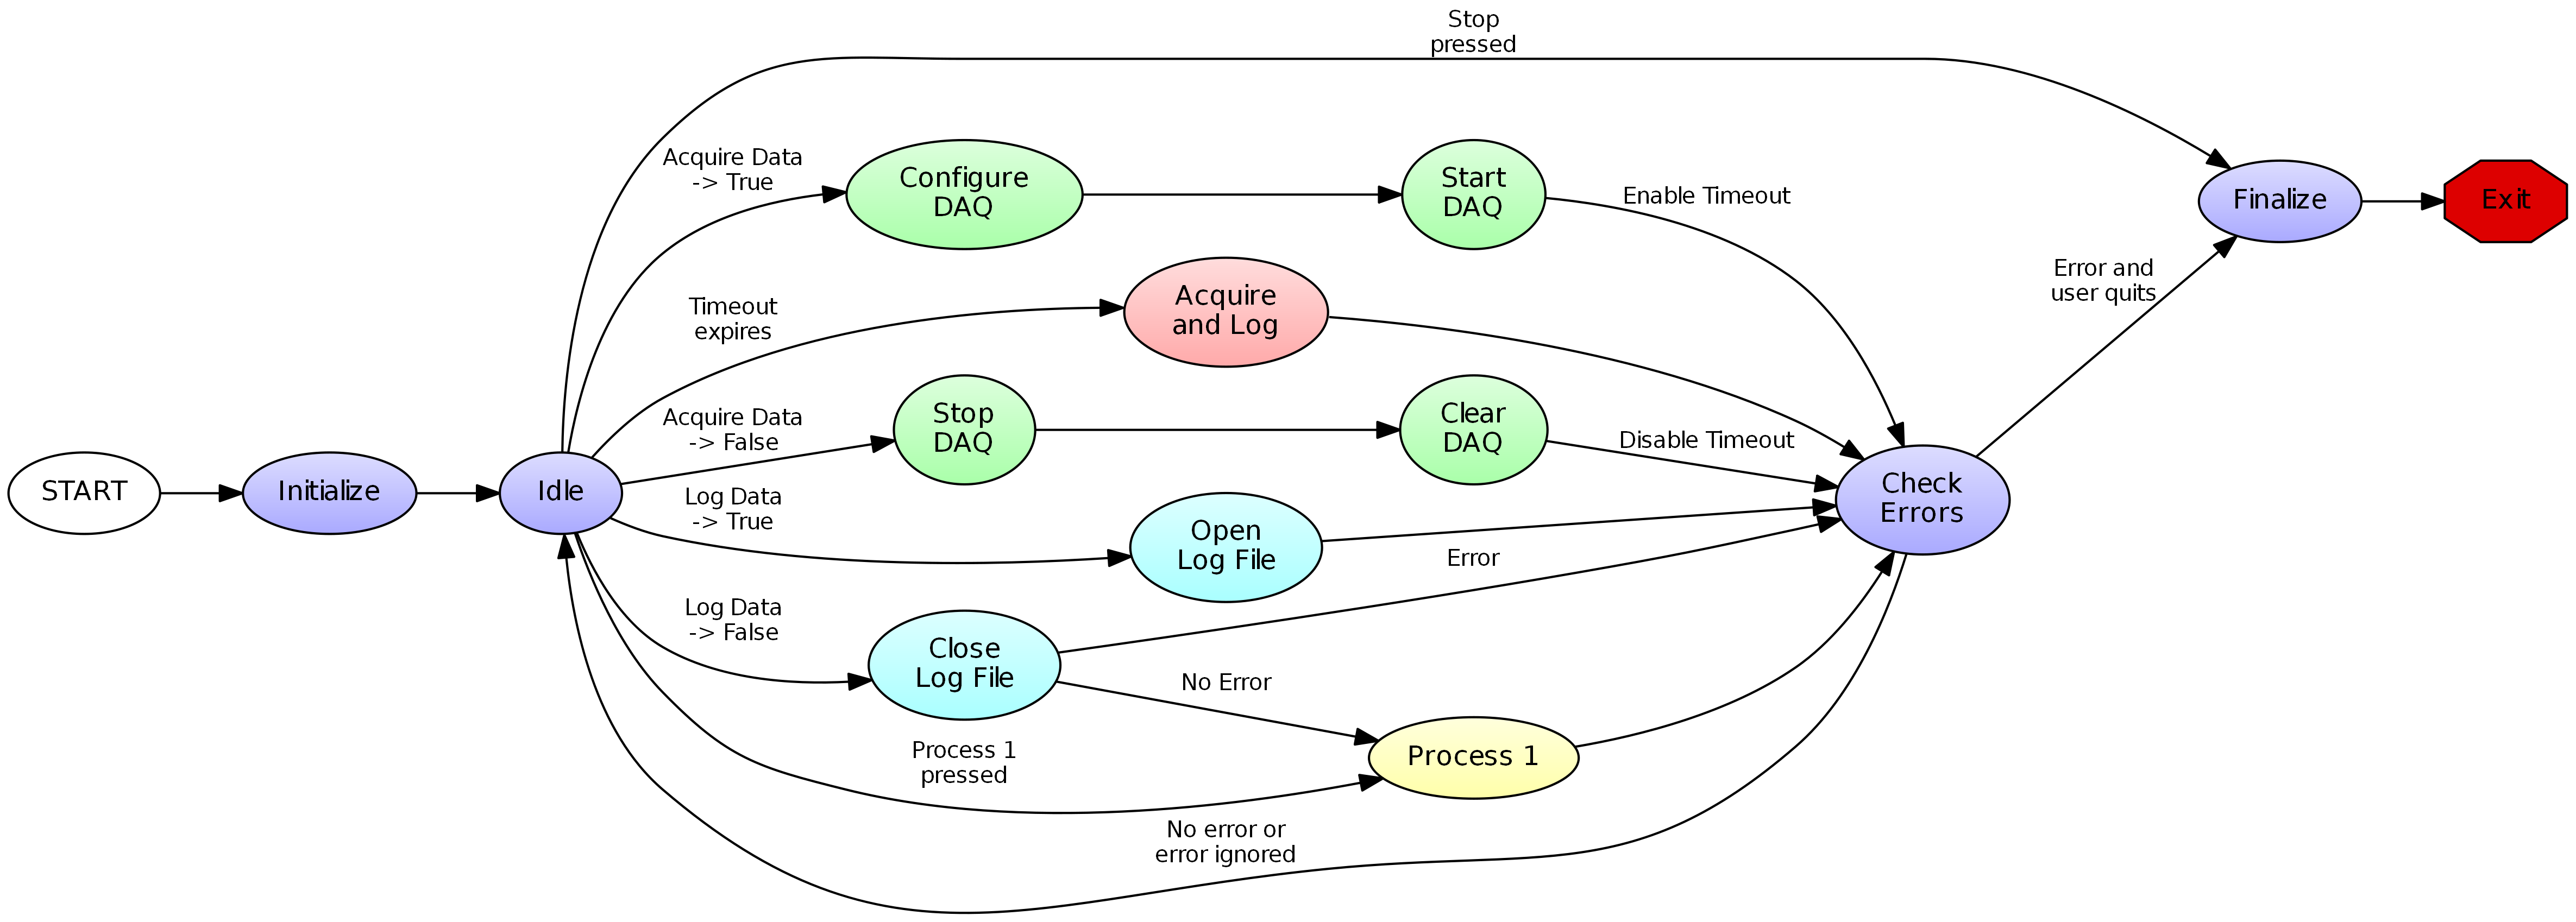 Stop
pressed
Acquire Data
-> True
Configure
DAQ
Start
DAQ
Enable Timeout
Finalize
Exit
Timeout
expires
Acquire
and Log
Error and
user quits
Acquire Data
-> False
Stop
DAQ
Clear
DAQ
Disable Timeout
START
Initialize
Idle
Log Data
-> True
Open
Log File
Check
Errors
Error
Log Data
-> False
Close
Log File
No Error
Process 1
pressed
Process 1
No error or
error ignored